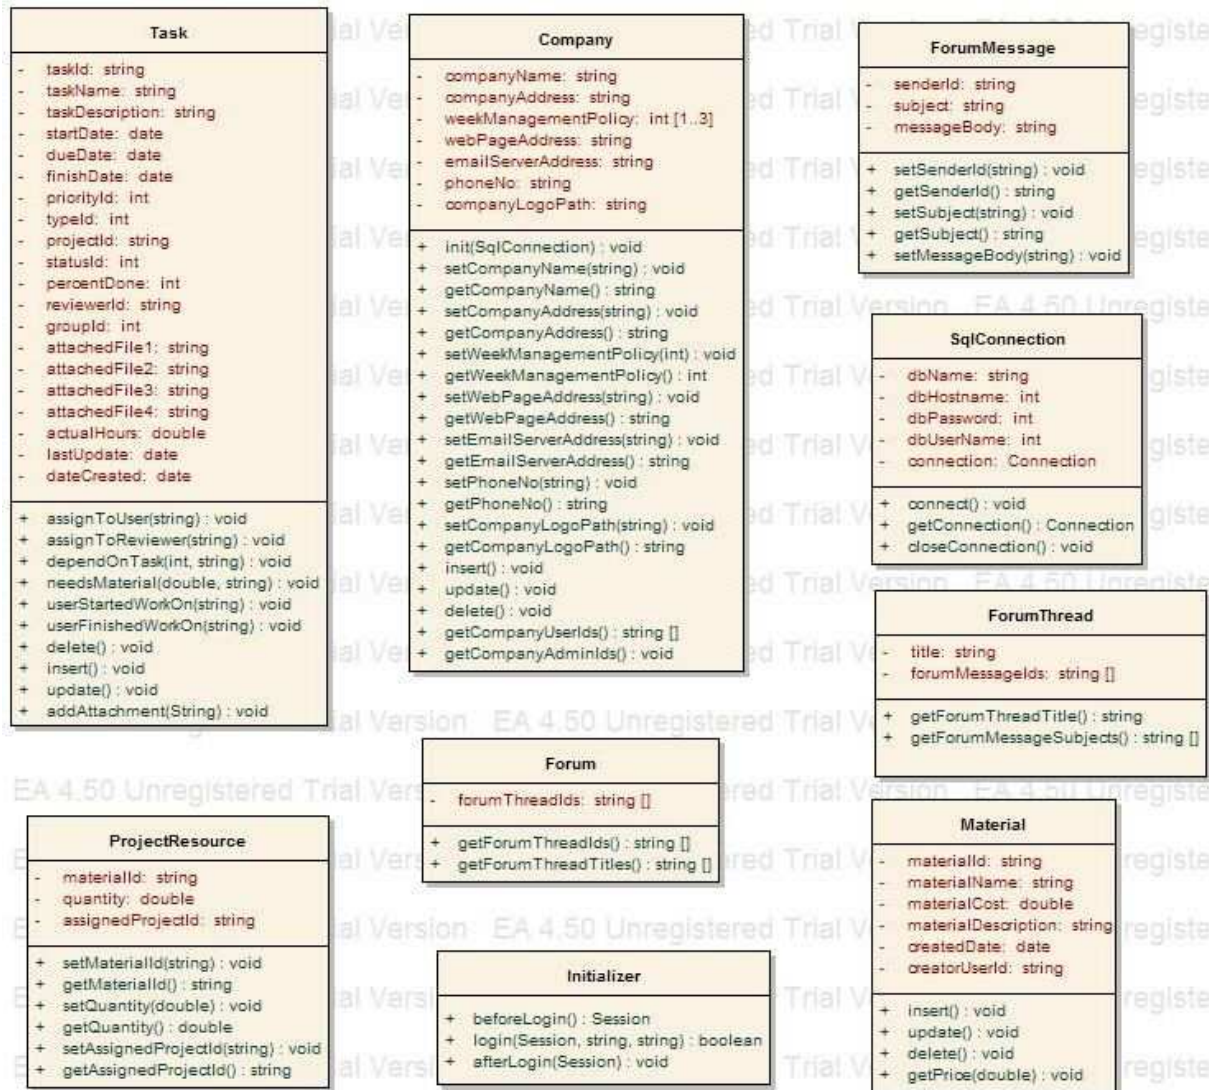 Task
- taskId: string
- taskName: string
- taskDescription: string
- startDate: date
- dueDate: date
- finishDate: date
- priorityId: int
- typeId: int
- projectId: string
- statusId: int
- percentDone: int
- reviewerId: string
- groupId: int
- attachedFile1: string
- attachedFile2: string
- attachedFile3: string
- attachedFile4: string
- actualHours: double
- lastUpdate: date
- dateCreated: date
+ assignToUser(string) : void
+ assignToReviewer(string) : void
+ dependOnTask(int, string) : void
+ needsMaterial(double, string) : void
+ userStartedWorkOn(string) : void
+ userFinishedWorkOn(string) : void
+ delete() : void
+ insert() : void
+ update() : void
+ addAttachment(String) : void
Company
- companyName: string
- companyAddress: string
- weekManagementPolicy: int [1..3]
- webPageAddress: string
- emailServerAddress: string
- phoneNo: string
- companyLogoPath: string
+ init(SqlConnection) : void
+ setCompanyName(string) : void
+ getCompanyName() : string
+ setCompanyAddress(string) : void
+ getCompanyAddress() : string
+ setWeekManagementPolicy(int) : void
+ getWeekManagementPolicy() : int
+ setWebPageAddress(string) : void
+ getWebPageAddress() : string
+ setEmailServerAddress(string) : void
+ getEmailServerAddress() : string
+ setPhoneNo(string) : void
+ getPhoneNo() : string
+ setCompanyLogoPath(string) : void
+ getCompanyLogoPath() : string
+ insert() : void
+ update() : void
+ delete() : void
+ getCompanyUserIds() : string []
+ getCompanyAdminIds() : void
ForumMessage
- senderId: string
- subject: string
- messageBody: string
+ setSenderId(string) : void
+ getSenderId() : string
+ setSubject(string) : void
+ getSubject() : string
+ setMessageBody(string) : void
SqlConnection
- dbName: string
- dbHostname: int
- dbPassword: int
- dbUserName: int
- connection: Connection
+ connect() : void
+ getConnection() : Connection
+ closeConnection() : void
ForumThread
- title: string
- forumMessageIds: string []
+ getForumThreadTitle() : string
+ getForumMessageSubjects() : string []
Forum
- forumThreadIds: string []
+ getForumThreadIds() : string []
+ getForumThreadTitles() : string []
ProjectResource
- materialId: string
- quantity: double
- assignedProjectId: string
+ setMaterialId(string) : void
+ getMaterialId() : string
+ setQuantity(double) : void
+ getQuantity() : double
+ setAssignedProjectId(string) : void
+ getAssignedProjectId() : string
Initializer
+ beforeLogin() : Session
+ login(Session, string, string) : boolean
+ afterLogin(Session) : void
Material
- materialId: string
- materialName: string
- materialCost: double
- materialDescription: string
- createdDate: date
- creatorUserId: string
+ insert() : void
+ update() : void
+ delete() : void
+ getPrice(double) : void
EA 4.50 Unregistered Trial Version